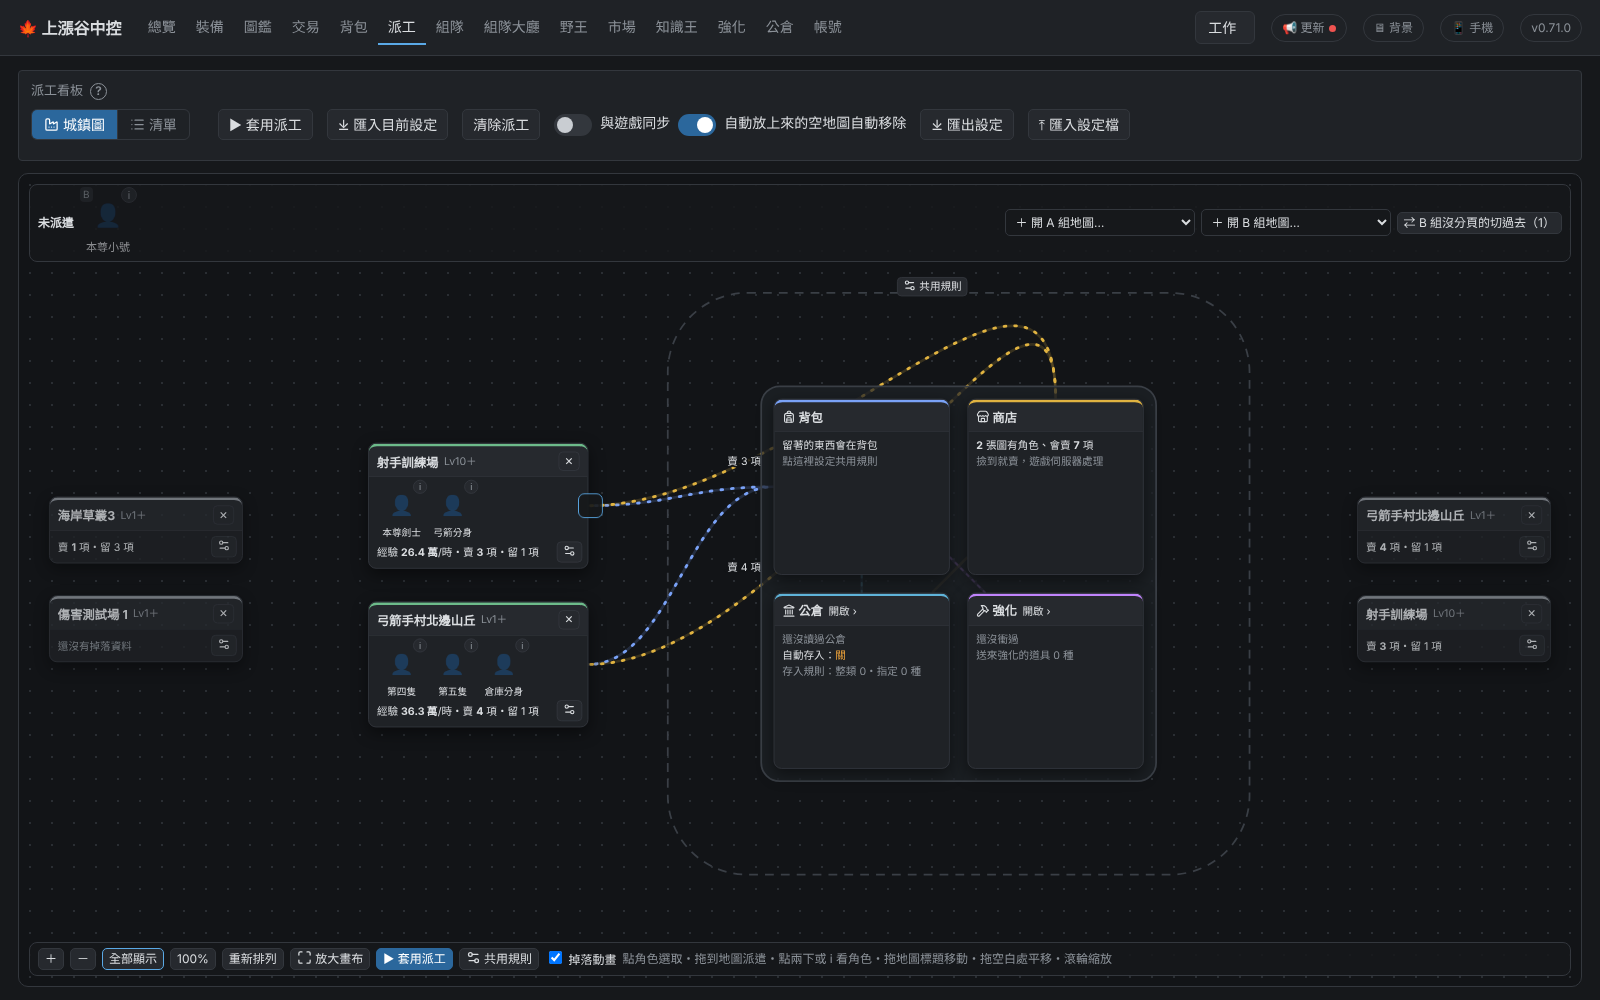 🍁 上漲谷中控 總覽 裝備 圖鑑 交易 背包 派工 組隊 組隊大廳 野王 市場 知識王 強化 公倉 帳號 工作 📢 更新 🖥 背景 📱 手機 v0.71.0
派工看板 ?
城鎮圖 清單 ▶ 套用派工 匯入目前設定 清除派工 與遊戲同步 自動放上來的空地圖自動移除 匯出設定 匯入設定檔
B i
未派遣 ＋ 開 A 組地圖... ＋ 開 B 組地圖... B 組沒分頁的切過去（1）
本尊小號
共用規則
海岸草叢3 Lv1＋ ×
賣 1 項・留 3 項
傷害測試場 1 Lv1＋ ×
還沒有掉落資料
射手訓練場 Lv10＋ ×
i i
本尊劍士 弓箭分身
經驗 26.4 萬/時・賣 3 項・留 1 項
弓箭手村北邊山丘 Lv1＋ ×
i i i
第四隻 第五隻 倉庫分身
經驗 36.3 萬/時・賣 4 項・留 1 項
賣 3 項
賣 4 項
背包
留著的東西會在背包
點這裡設定共用規則
商店
2 張圖有角色、會賣 7 項
撿到就賣，遊戲伺服器處理
公倉 開啟 ›
還沒讀過公倉
自動存入：關
存入規則：整類 0・指定 0 種
強化 開啟 ›
還沒衝過
送來強化的道具 0 種
弓箭手村北邊山丘 Lv1＋ ×
賣 4 項・留 1 項
射手訓練場 Lv10＋ ×
賣 3 項・留 1 項
＋ － 全部顯示 100% 重新排列 放大畫布 ▶ 套用派工 共用規則 掉落動畫 點角色選取・拖到地圖派遣・點兩下或 i 看角色・拖地圖標題移動・拖空白處平移・滾輪縮放